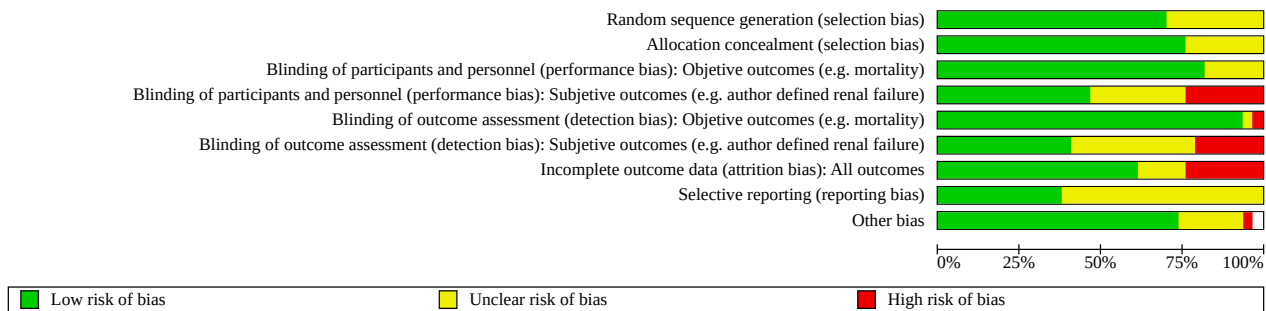 Random sequence generation (selection bias)
Allocation concealment (selection bias)
Blinding of participants and personnel (performance bias): Objetive outcomes (e.g. mortality)
Blinding of participants and personnel (performance bias): Subjetive outcomes (e.g. author defined renal failure)
Blinding of outcome assessment (detection bias): Objetive outcomes (e.g. mortality)
Blinding of outcome assessment (detection bias): Subjetive outcomes (e.g. author defined renal failure)
Incomplete outcome data (attrition bias): All outcomes
Selective reporting (reporting bias)
Other bias
0% 25% 50% 75% 100%
Low risk of bias Unclear risk of bias High risk of bias